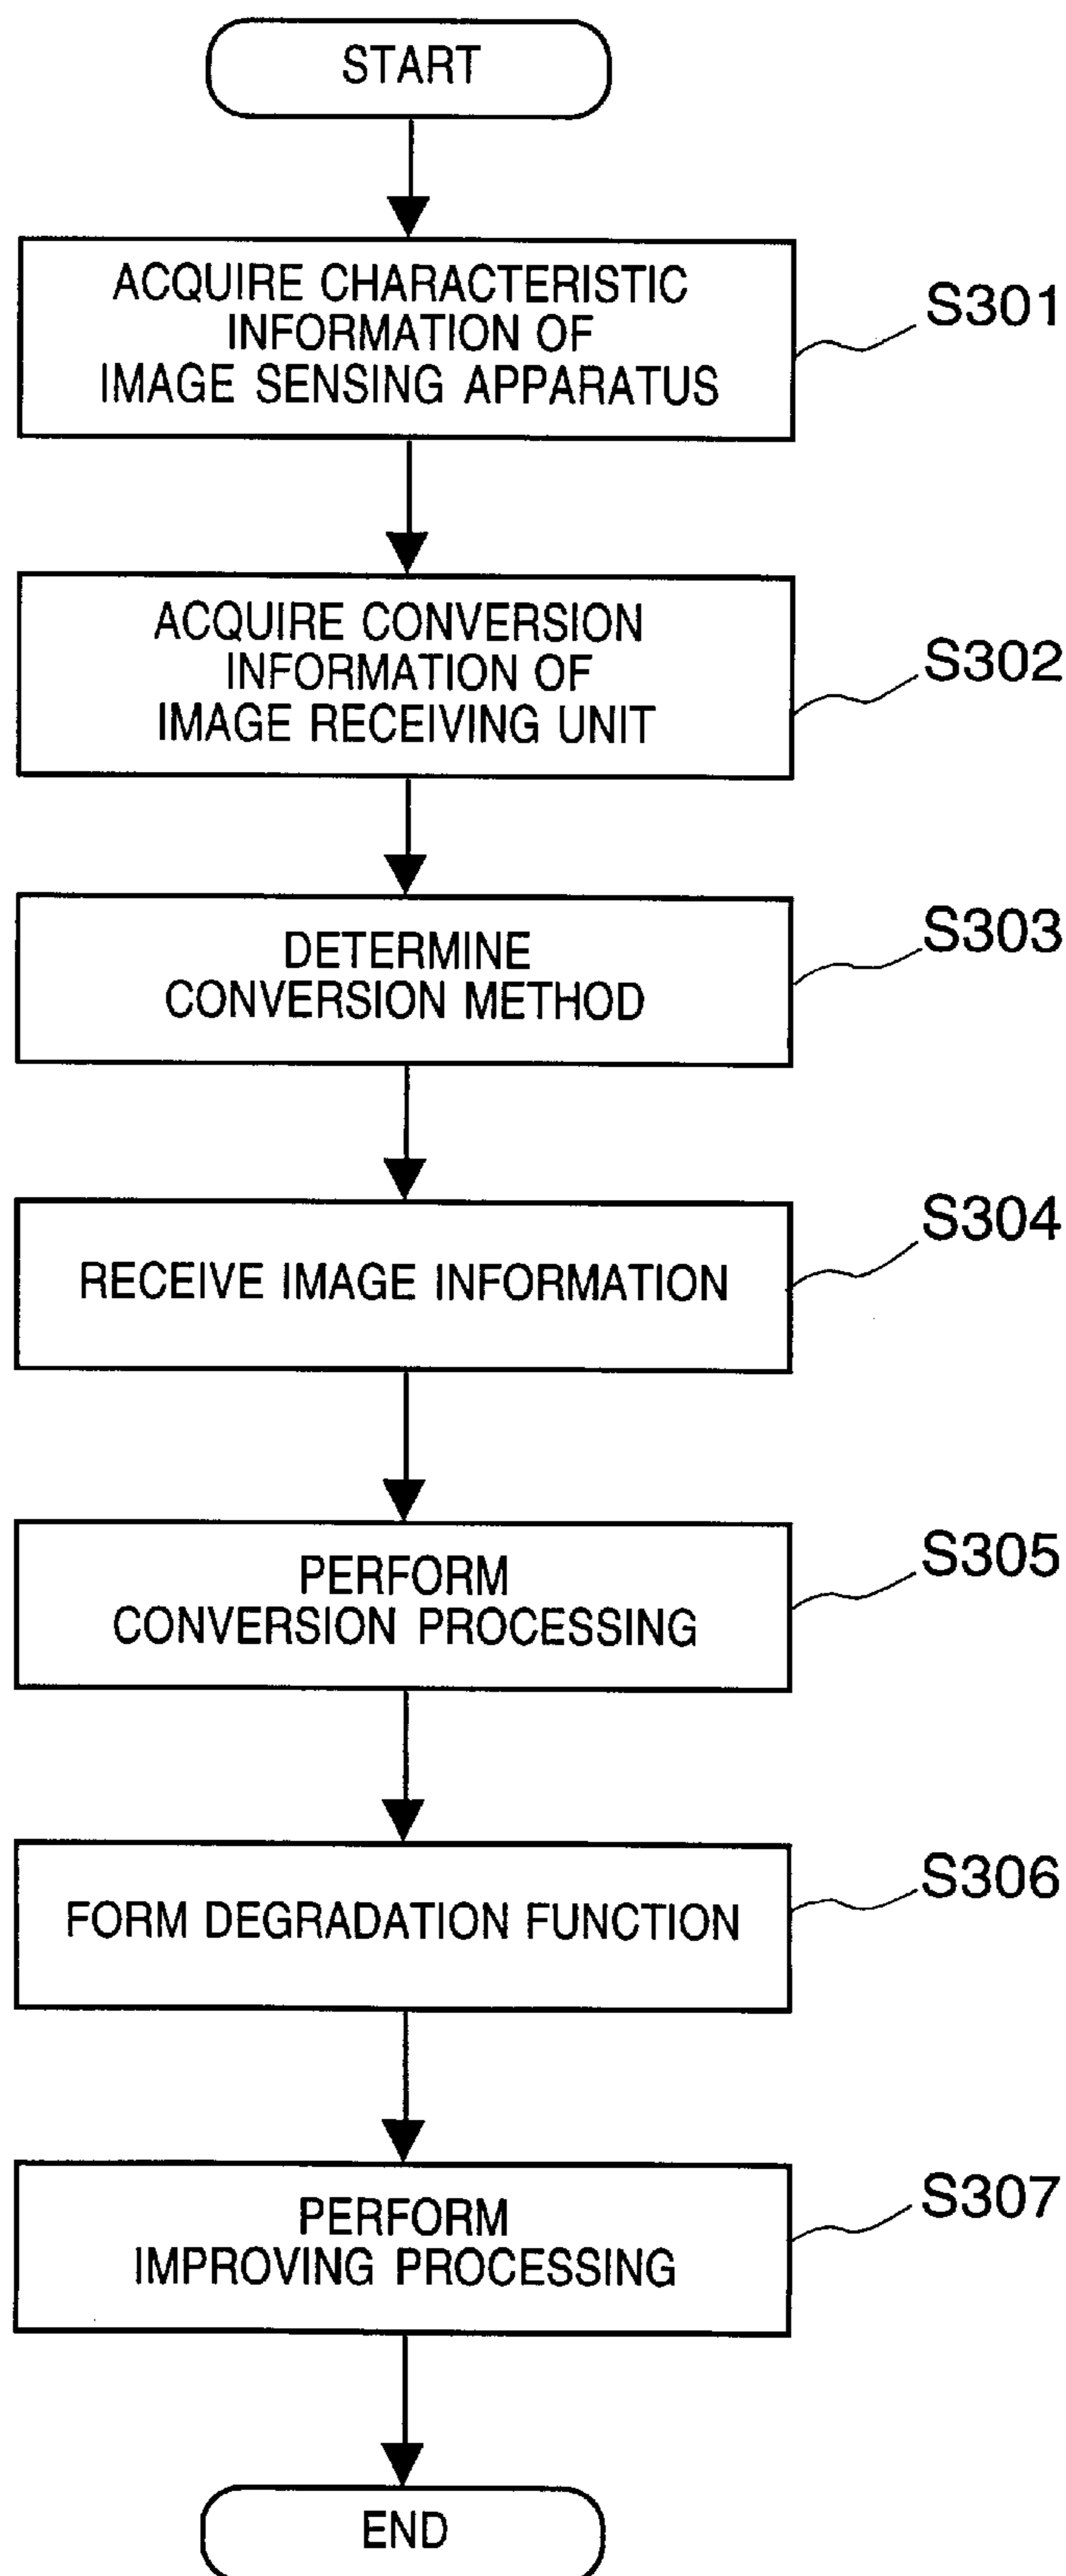 START
ACQUIRE CHARACTERISTIC
INFORMATION OF
IMAGE SENSING APPARATUS
S301
ACQUIRE CONVERSION
INFORMATION OF
IMAGE RECEIVING UNIT
S302
DETERMINE
CONVERSION METHOD
S303
RECEIVE IMAGE INFORMATION
S304
PERFORM
CONVERSION PROCESSING
S305
FORM DEGRADATION FUNCTION
S306
PERFORM
IMPROVING PROCESSING
S307
END